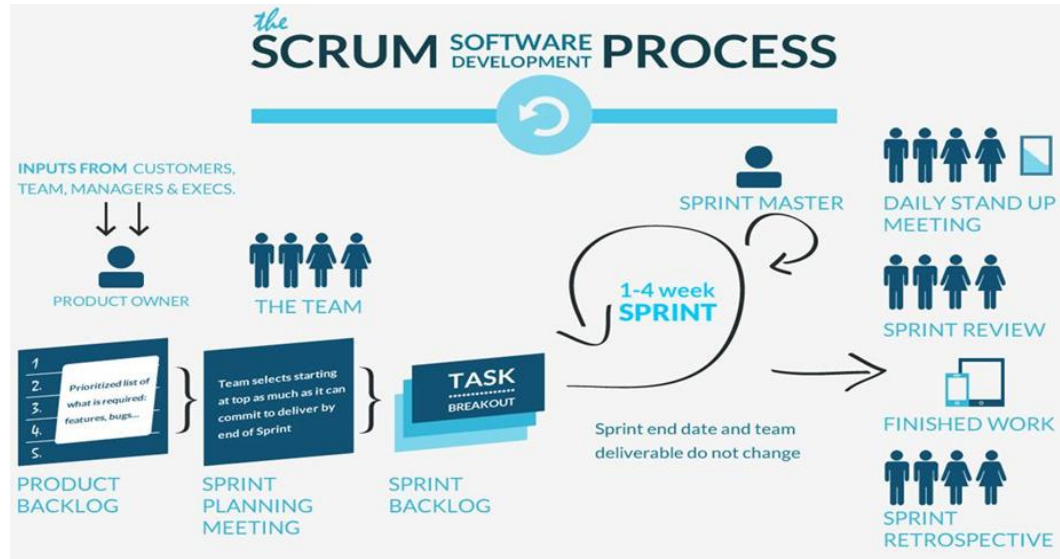 the
SCRUM SOFTWARE DEVELOPMENT PROCESS
INPUTS FROM CUSTOMERS,
TEAM, MANAGERS & EXECS.
PRODUCT OWNER
THE TEAM
1
2.
3.
4.
5.
Prioritized list of
what is required:
features, bugs...
PRODUCT
BACKLOG
Team selects starting
at top as much as it can
commit to deliver by
end of Sprint
SPRINT
PLANNING
MEETING
TASK
BREAKOUT
SPRINT
BACKLOG
SPRINT MASTER
1-4 week
SPRINT
Sprint end date and team
deliverable do not change
DAILY STAND UP
MEETING
SPRINT REVIEW
FINISHED WORK
SPRINT
RETROSPECTIVE